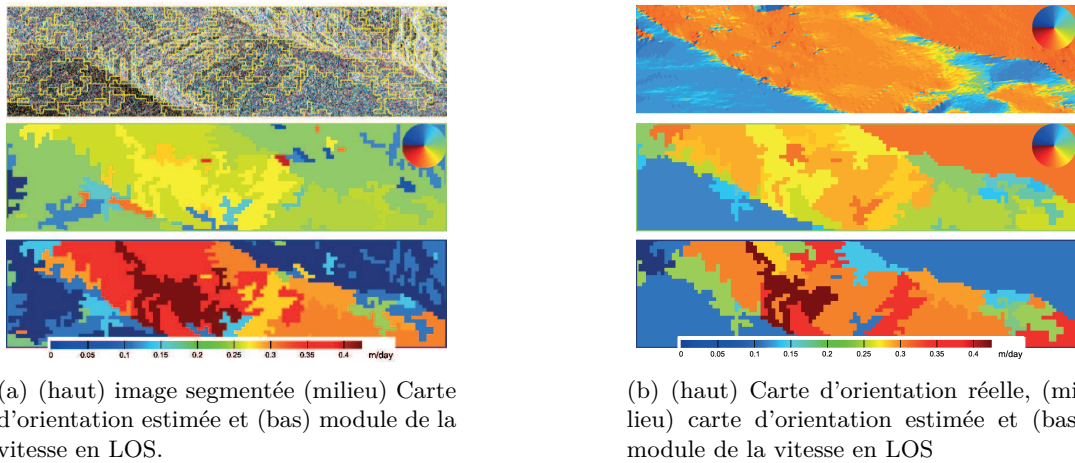 0 0.05 0.1 0.15 0.2 0.25 0.3 0.35 0.4 m/day
0 0.05 0.1 0.15 0.2 0.25 0.3 0.35 0.4 m/day
(a) (haut) image segmentée (milieu) Carte
d'orientation estimée et (bas) module de la
vitesse en LOS.
(b) (haut) Carte d'orientation réelle, (mi
lieu) carte d'orientation estimée et (bas
module de la vitesse en LOS